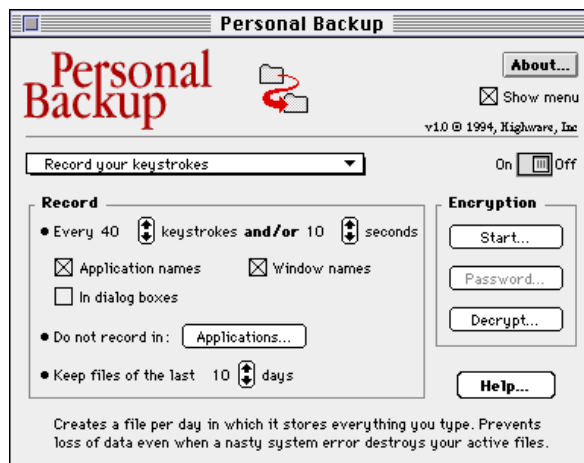 Personal Backup
Personal
Backup
About...
Show menu
v1.0 © 1994, Highware, Inc
Record your keystrokes
On Off
Record
• Every 40 keystrokes and/or 10 seconds
Application names Window names
In dialog boxes
• Do not record in: Applications...
• Keep files of the last 10 days
Encryption
Start...
Password...
Decrypt...
Help...
Creates a file per day in which it stores everything you type. Prevents
loss of data even when a nasty system error destroys your active files.